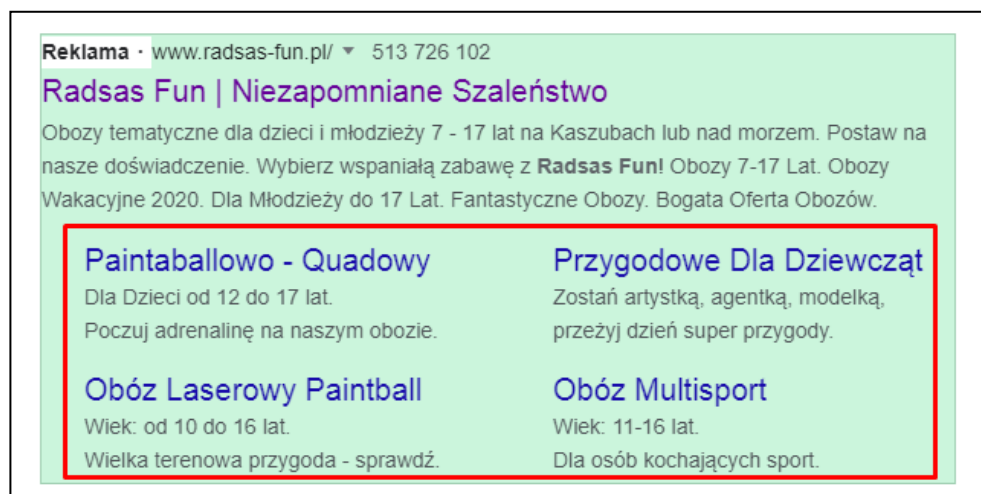 Reklama · www.radsas-fun.pl/ ▼ 513 726 102
Radsas Fun | Niezapomniane Szaleństwo
Obozy tematyczne dla dzieci i młodzieży 7 - 17 lat na Kaszubach lub nad morzem. Postaw na
nasze doświadczenie. Wybierz wspaniałą zabawę z Radsas Fun! Obozy 7-17 Lat. Obozy
Wakacyjne 2020. Dla Młodzieży do 17 Lat. Fantastyczne Obozy. Bogata Oferta Obozów.
Paintaballowo - Quadowy
Dla Dzieci od 12 do 17 lat.
Poczuj adrenalinę na naszym obozie.
Przygodowe Dla Dziewcząt
Zostań artystką, agentką, modelką,
przeżyj dzień super przygody.
Obóz Laserowy Paintball
Wiek: od 10 do 16 lat.
Wielka terenowa przygoda - sprawdź.
Obóz Multisport
Wiek: 11-16 lat.
Dla osób kochających sport.